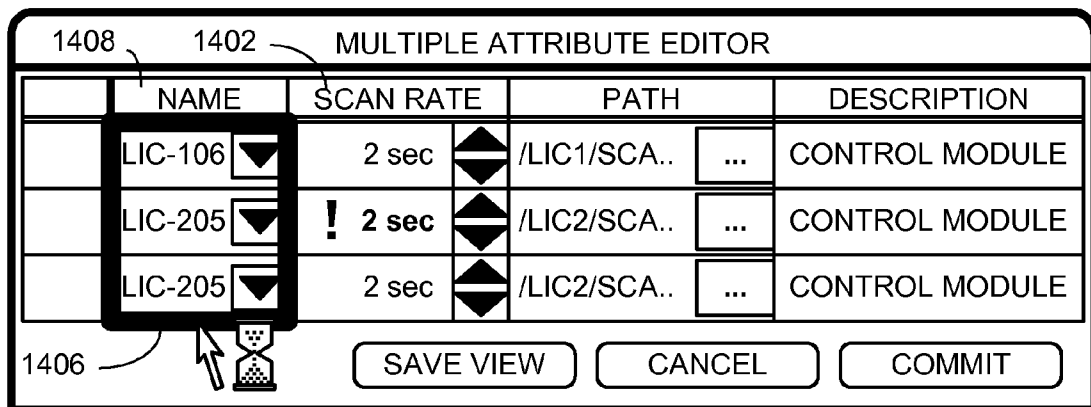 1408 1402 MULTIPLE ATTRIBUTE EDITOR
NAME SCAN RATE PATH DESCRIPTION
LIC-106 2 sec /LIC1/SCA.. ... CONTROL MODULE
LIC-205 ! 2 sec /LIC2/SCA.. ... CONTROL MODULE
LIC-205 2 sec /LIC2/SCA.. ... CONTROL MODULE
1406 SAVE VIEW CANCEL COMMIT